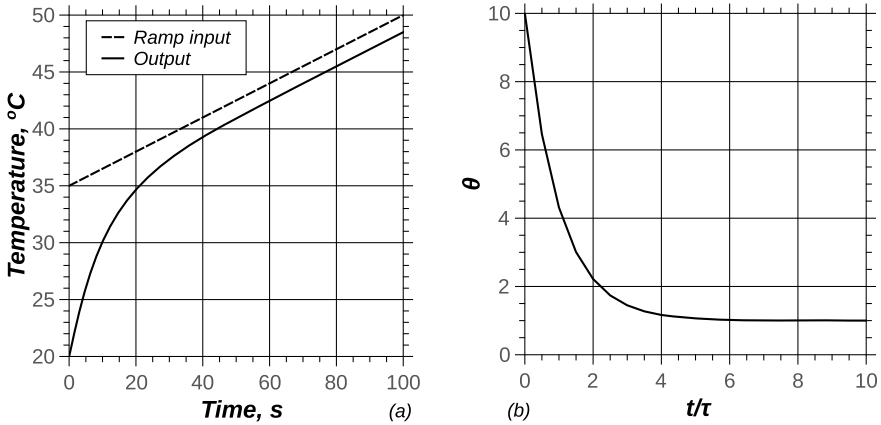 50
45
40
35
30
25
20
Temperature, ºC
Ramp input
Output
0 20 40 60 80 100
Time, s
(a)
10
8
6
4
2
0
θ
0 2 4 6 8 10
(b)
t/τ